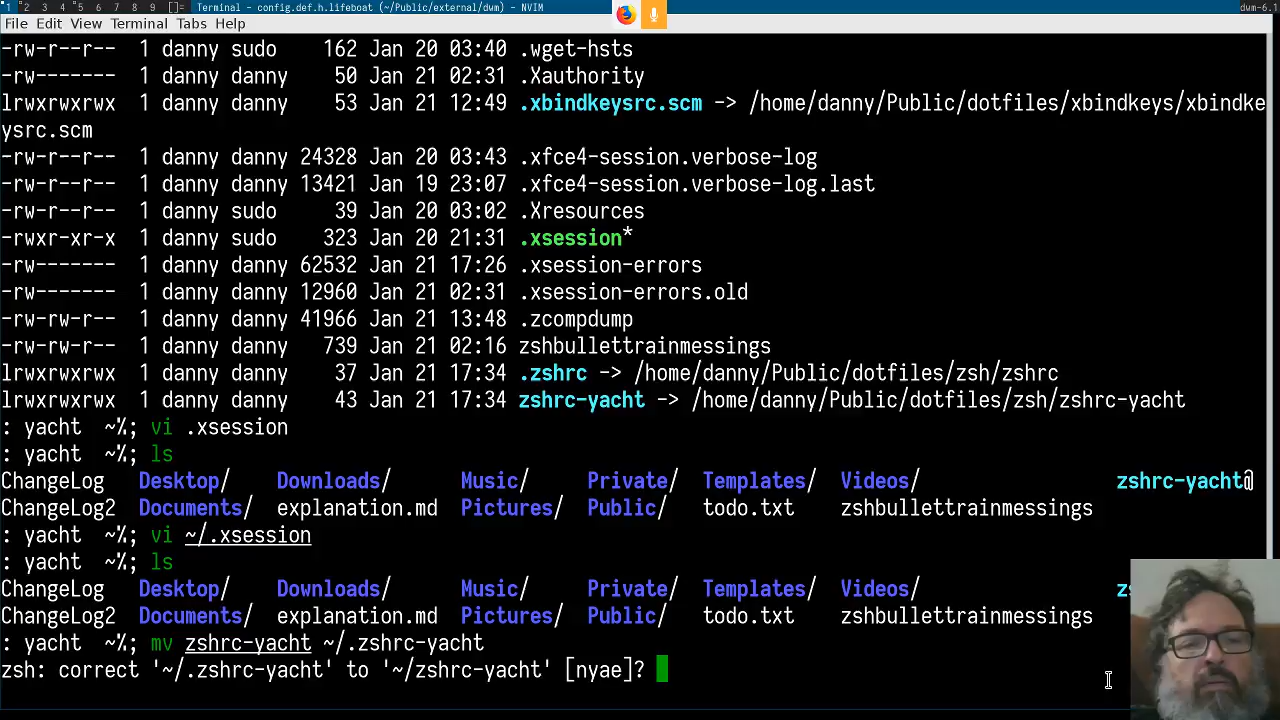 1 2 3 4 5 6 7 8 9 []= Terminal - config.def.h.lifeboat (~/Public/external/dwm) - NVIM dwm-6.1
File Edit View Terminal Tabs Help
-rw-r--r-- 1 danny sudo 162 Jan 20 03:40 .wget-hsts
-rw------- 1 danny danny 50 Jan 21 02:31 .Xauthority
lrwxrwxrwx 1 danny danny 53 Jan 21 12:49 .xbindkeysrc.scm -> /home/danny/Public/dotfiles/xbindkeys/xbindke
ysrc.scm
-rw-r--r-- 1 danny danny 24328 Jan 20 03:43 .xfce4-session.verbose-log
-rw-r--r-- 1 danny danny 13421 Jan 19 23:07 .xfce4-session.verbose-log.last
-rw-r--r-- 1 danny sudo 39 Jan 20 03:02 .Xresources
-rwxr-xr-x 1 danny sudo 323 Jan 20 21:31 .xsession*
-rw------- 1 danny danny 62532 Jan 21 17:26 .xsession-errors
-rw------- 1 danny danny 12960 Jan 21 02:31 .xsession-errors.old
-rw-rw-r-- 1 danny danny 41966 Jan 21 13:48 .zcompdump
-rw-rw-r-- 1 danny danny 739 Jan 21 02:16 zshbullettrainmessings
lrwxrwxrwx 1 danny danny 37 Jan 21 17:34 .zshrc -> /home/danny/Public/dotfiles/zsh/zshrc
lrwxrwxrwx 1 danny danny 43 Jan 21 17:34 zshrc-yacht -> /home/danny/Public/dotfiles/zsh/zshrc-yacht
: yacht ~%; vi .xsession
: yacht ~%; ls
ChangeLog Desktop/ Downloads/ Music/ Private/ Templates/ Videos/ zshrc-yacht@
ChangeLog2 Documents/ explanation.md Pictures/ Public/ todo.txt zshbullettrainmessings
: yacht ~%; vi ~/.xsession
: yacht ~%; ls
ChangeLog Desktop/ Downloads/ Music/ Private/ Templates/ Videos/
ChangeLog2 Documents/ explanation.md Pictures/ Public/ todo.txt zshbullettrainmessings
: yacht ~%; mv zshrc-yacht ~/.zshrc-yacht
zsh: correct '~/.zshrc-yacht' to '~/zshrc-yacht' [nyae]?